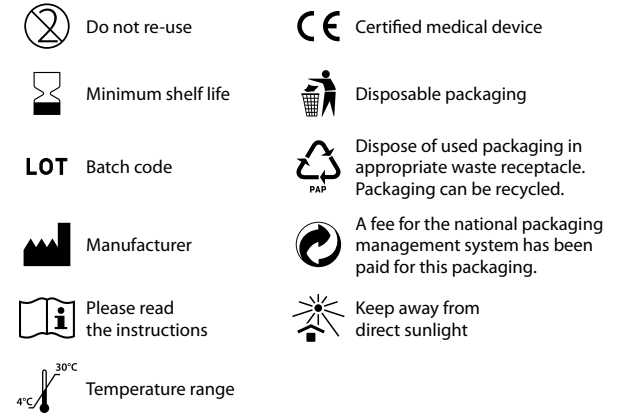 Do not re-use
Minimum shelf life
LOT Batch code
Manufacturer
Please read
the instructions
30°C
4°C
Temperature range
CE Certified medical device
Disposable packaging
Dispose of used packaging in
appropriate waste receptacle.
PAP
Packaging can be recycled.
A fee for the national packaging
management system has been
paid for this packaging.
Keep away from
direct sunlight